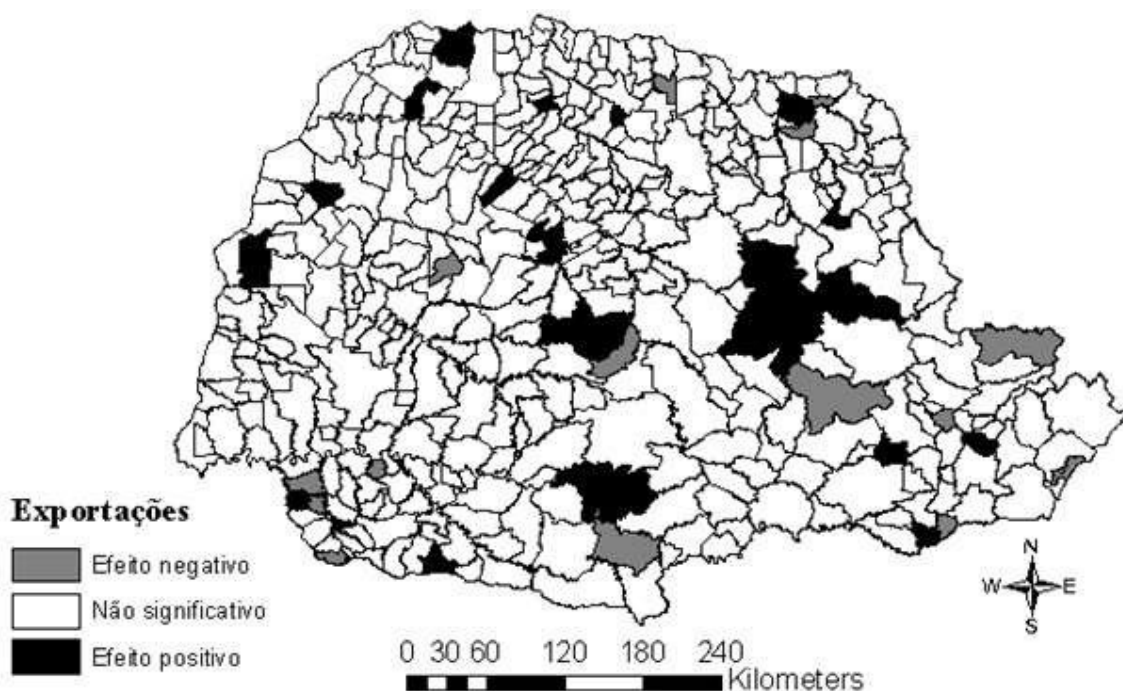 Exportações
Efeito negativo
Não significativo
Efeito positivo
N
W E
S
0 30 60 120 180 240
Kilometers